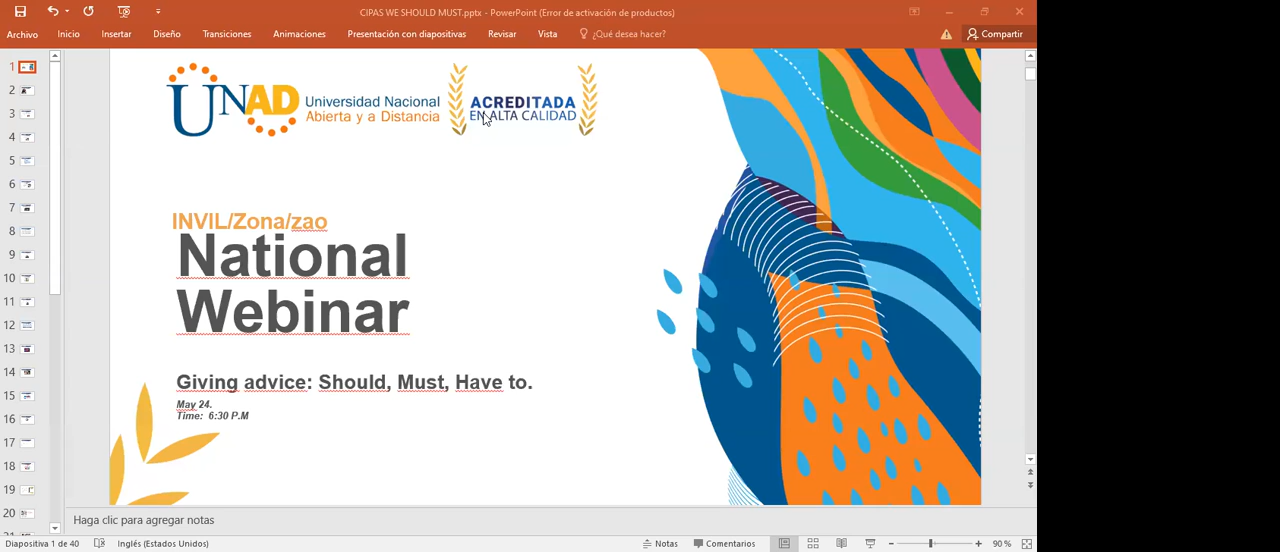 CIPAS WE SHOULD MUST.pptx - PowerPoint (Error de activación de productos)
Archivo Inicio Insertar Diseño Transiciones Animaciones Presentación con diapositivas Revisar Vista ¿Qué desea hacer? Compartir
1
2
3
4
5
6
7
8
9
10
11
12
13
14
15
16
17
18
19
20
UNAD
Universidad Nacional
Abierta y a Distancia
ACREDITADA
EN ALTA CALIDAD
INVIL/Zona/zao
National
Webinar
Giving advice: Should, Must, Have to.
May 24.
Time: 6:30 P.M
Haga clic para agregar notas
Diapositiva 1 de 40 Inglés (Estados Unidos) Notas Comentarios 90 %